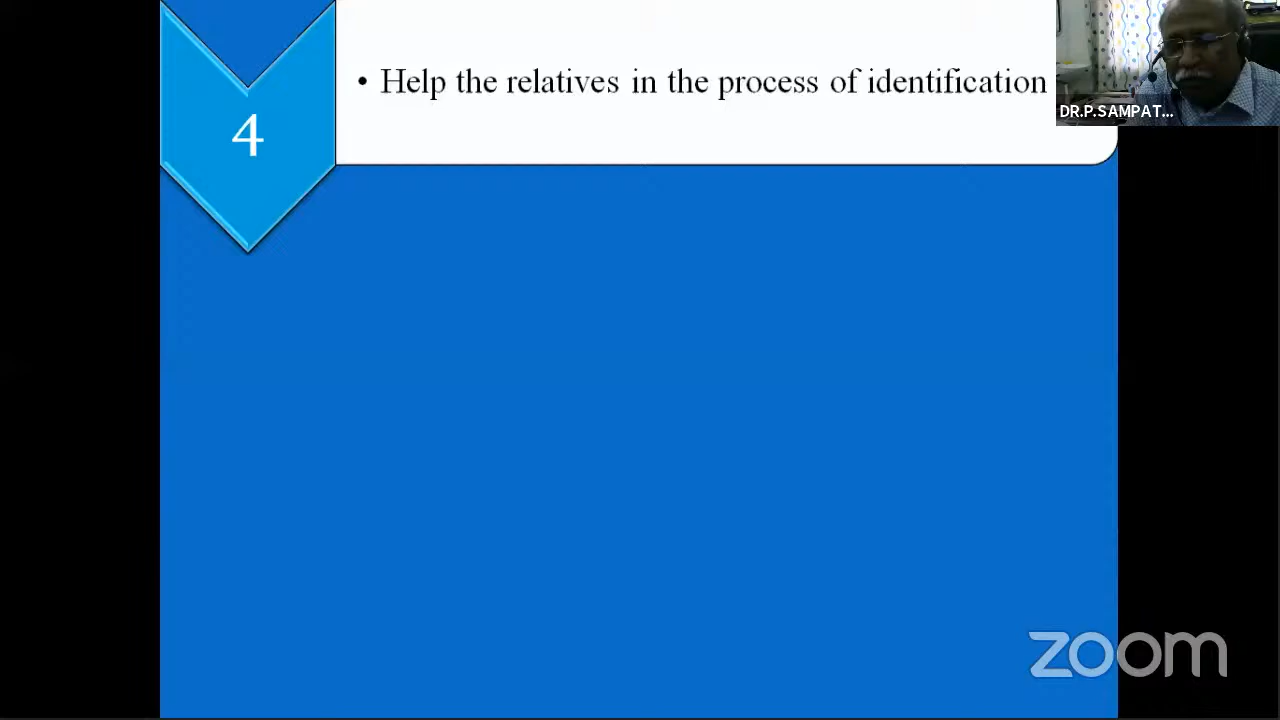 4
• Help the relatives in the process of identification
DR.P.SAMPAT...
zoom